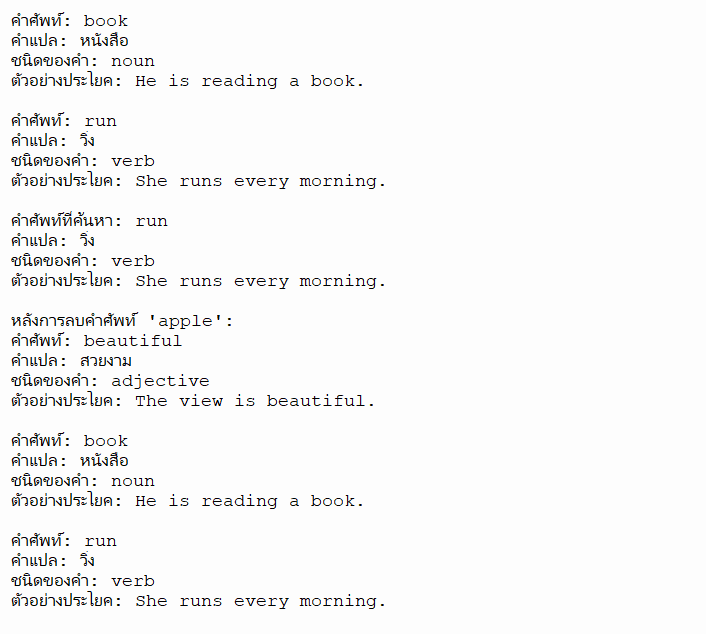 คำศัพท์: book
คำแปล: หนังสือ
ชนิดของคำ: noun
ตัวอย่างประโยค: He is reading a book.

คำศัพท์: run
คำแปล: วิ่ง
ชนิดของคำ: verb
ตัวอย่างประโยค: She runs every morning.

คำศัพท์ที่ค้นหา: run
คำแปล: วิ่ง
ชนิดของคำ: verb
ตัวอย่างประโยค: She runs every morning.

หลังการลบคำศัพท์ 'apple':
คำศัพท์: beautiful
คำแปล: สวยงาม
ชนิดของคำ: adjective
ตัวอย่างประโยค: The view is beautiful.

คำศัพท์: book
คำแปล: หนังสือ
ชนิดของคำ: noun
ตัวอย่างประโยค: He is reading a book.

คำศัพท์: run
คำแปล: วิ่ง
ชนิดของคำ: verb
ตัวอย่างประโยค: She runs every morning.